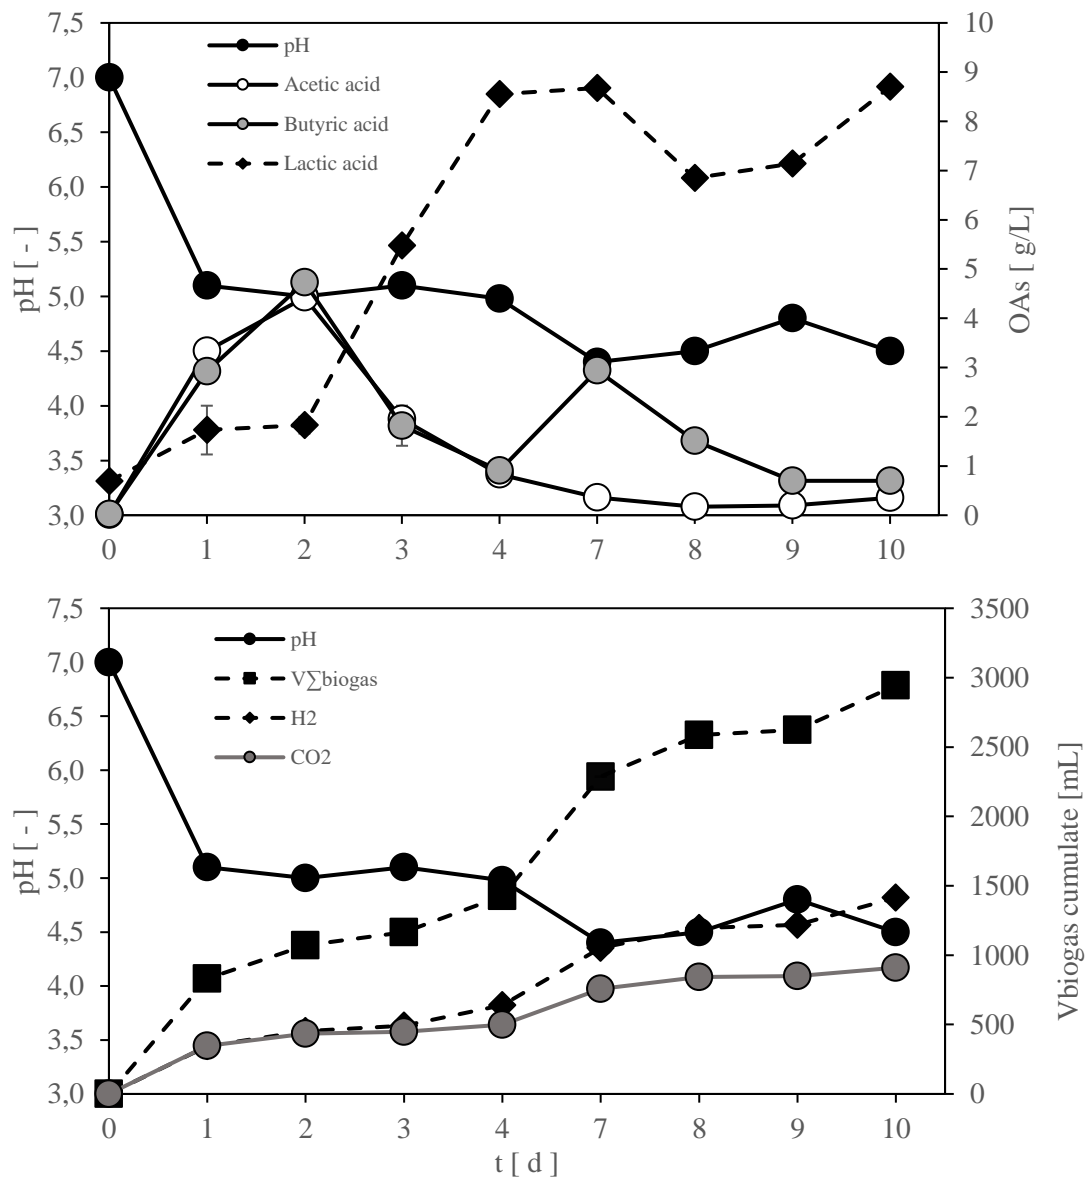 7,5
7,0
6,5
6,0
5,5
5,0
4,5
4,0
3,5
3,0
pH [ - ]
pH
Acetic acid
Butyric acid
Lactic acid
10
9
8
7
6
5
4
3
2
1
0
OAs [ g/L]
0 1 2 3 4 7 8 9 10
7,5
7,0
6,5
6,0
5,5
5,0
4,5
4,0
3,5
3,0
pH [ - ]
pH
V∑biogas
H2
CO2
3500
3000
2500
2000
1500
1000
500
0
Vbiogas cumulate [mL]
0 1 2 3 4 7 8 9 10
t [ d ]